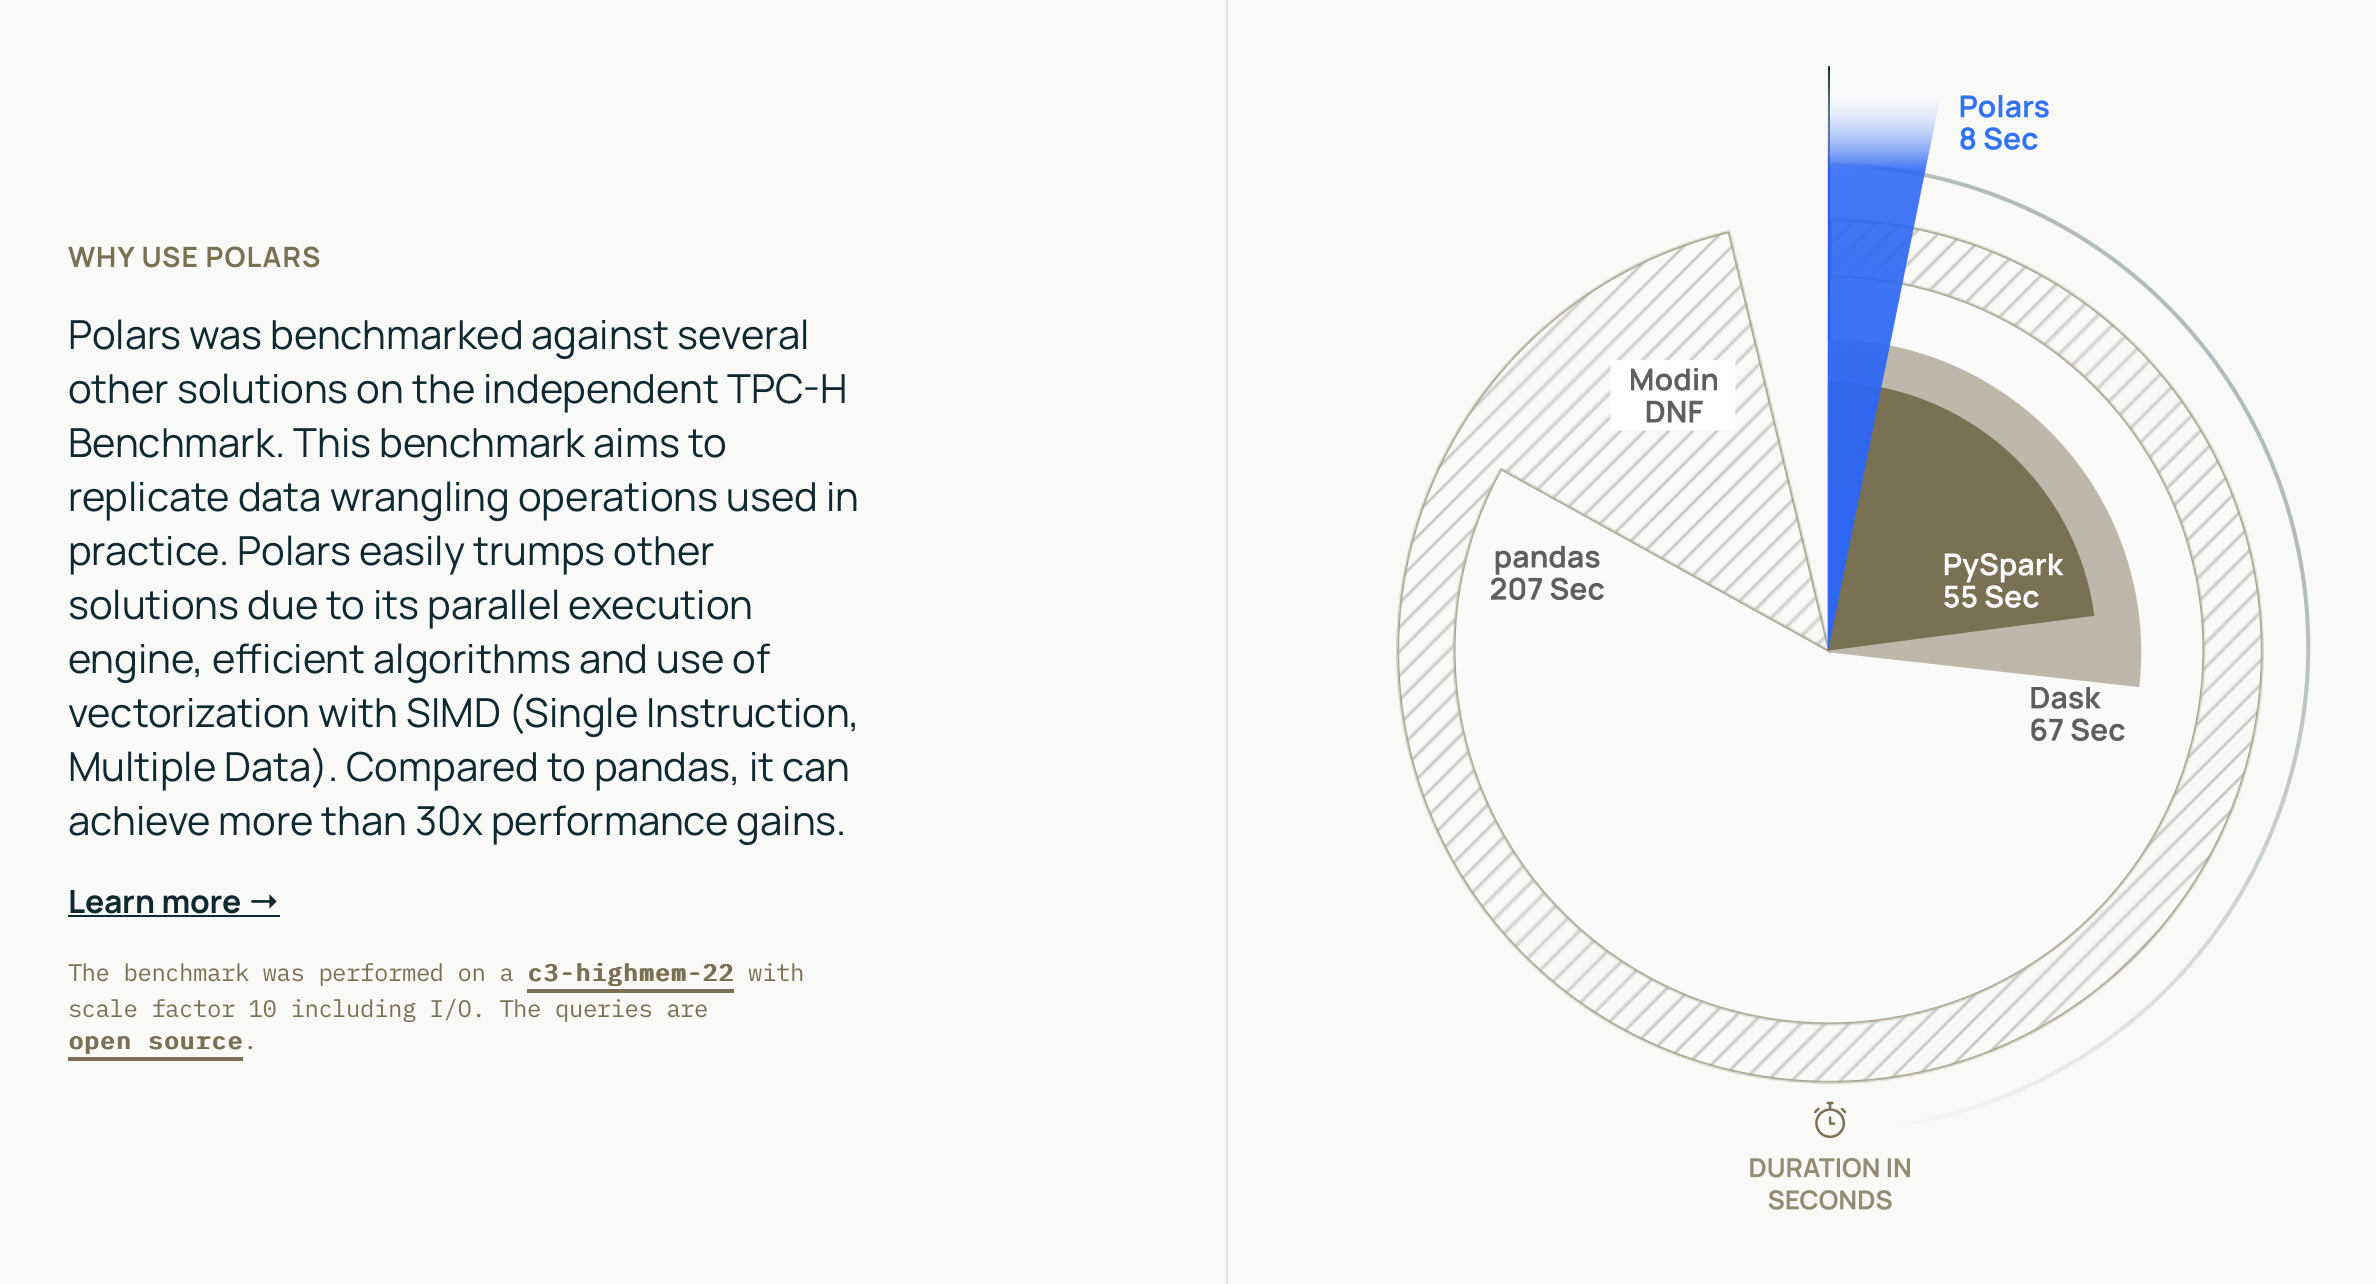 WHY USE POLARS
Polars was benchmarked against several
other solutions on the independent TPC-H
Benchmark. This benchmark aims to
replicate data wrangling operations used in
practice. Polars easily trumps other
solutions due to its parallel execution
engine, efficient algorithms and use of
vectorization with SIMD (Single Instruction,
Multiple Data). Compared to pandas, it can
achieve more than 30x performance gains.
Learn more →
The benchmark was performed on a c3-highmem-22 with
scale factor 10 including I/O. The queries are
open source.
Polars
8 Sec
Modin
DNF
pandas
207 Sec
PySpark
55 Sec
Dask
67 Sec
DURATION IN
SECONDS